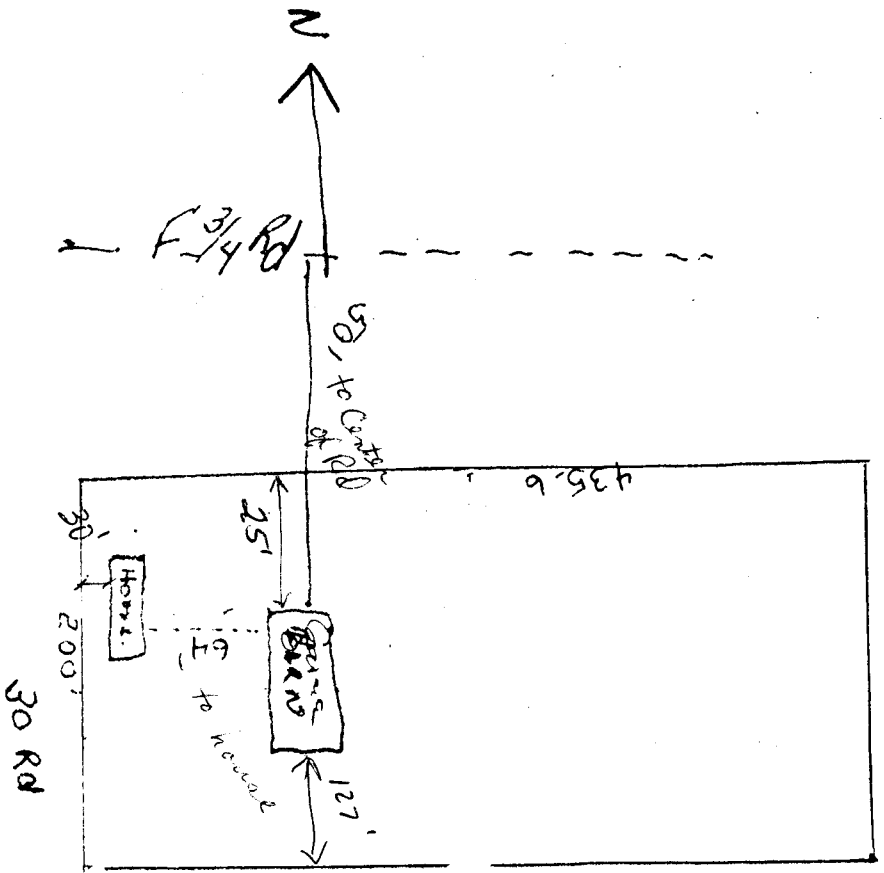 N
F 3/4 Rd
50' to Center
of RD
435.6
25'
30'
Home
BARN
to house
200'
127'
30 Rd